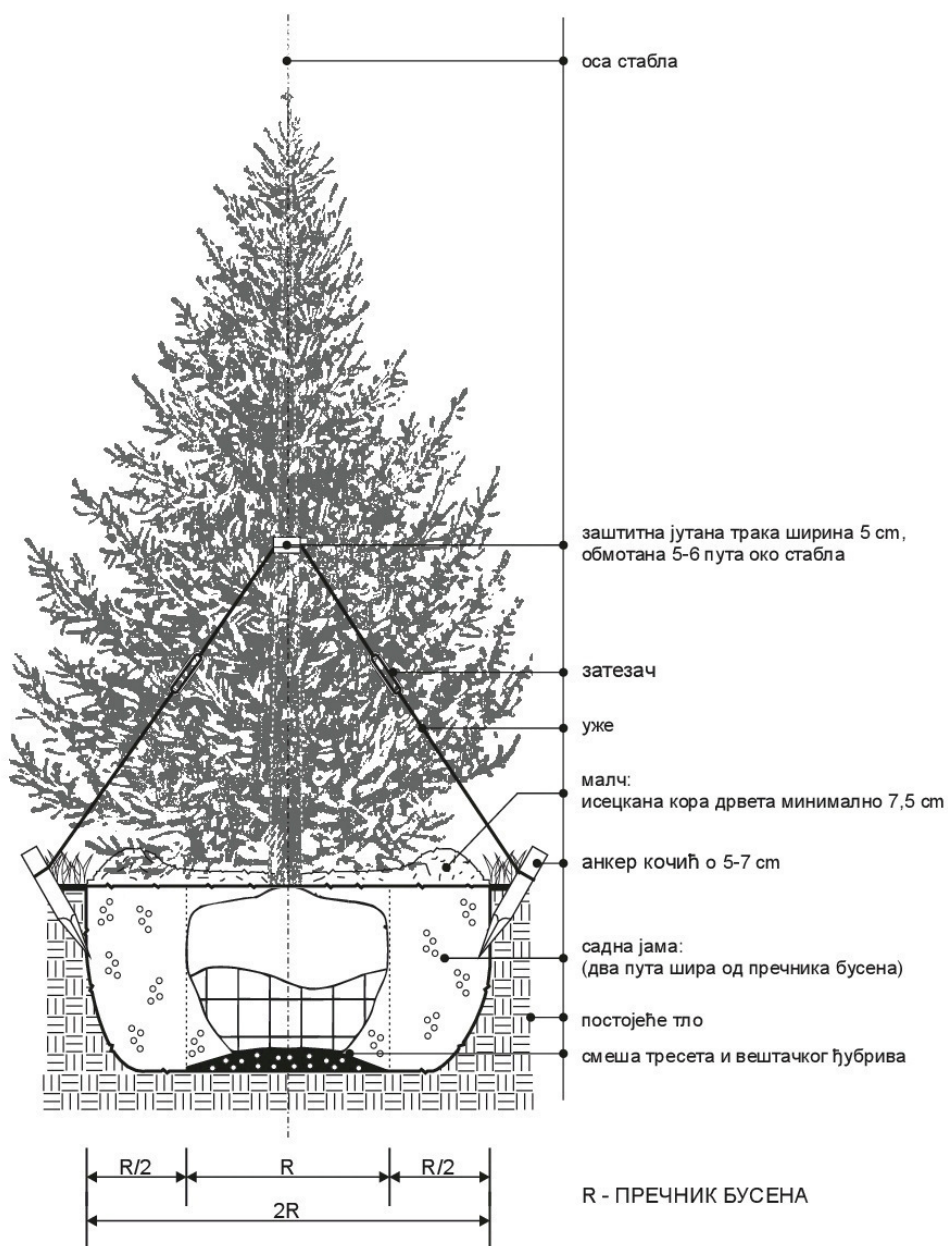 оса стабла
заштитна јутана трака ширина 5 cm,
обмотана 5-6 пута око стабла
затезач
уже
малч:
исецкана кора дрвета минимално 7,5 cm
анкер кочић о 5-7 cm
садна јама:
(два пута шира од пречника бусена)
постојеће тло
смеша тресета и вештачког ђубрива
R/2 R R/2
2R
R - ПРЕЧНИК БУСЕНА